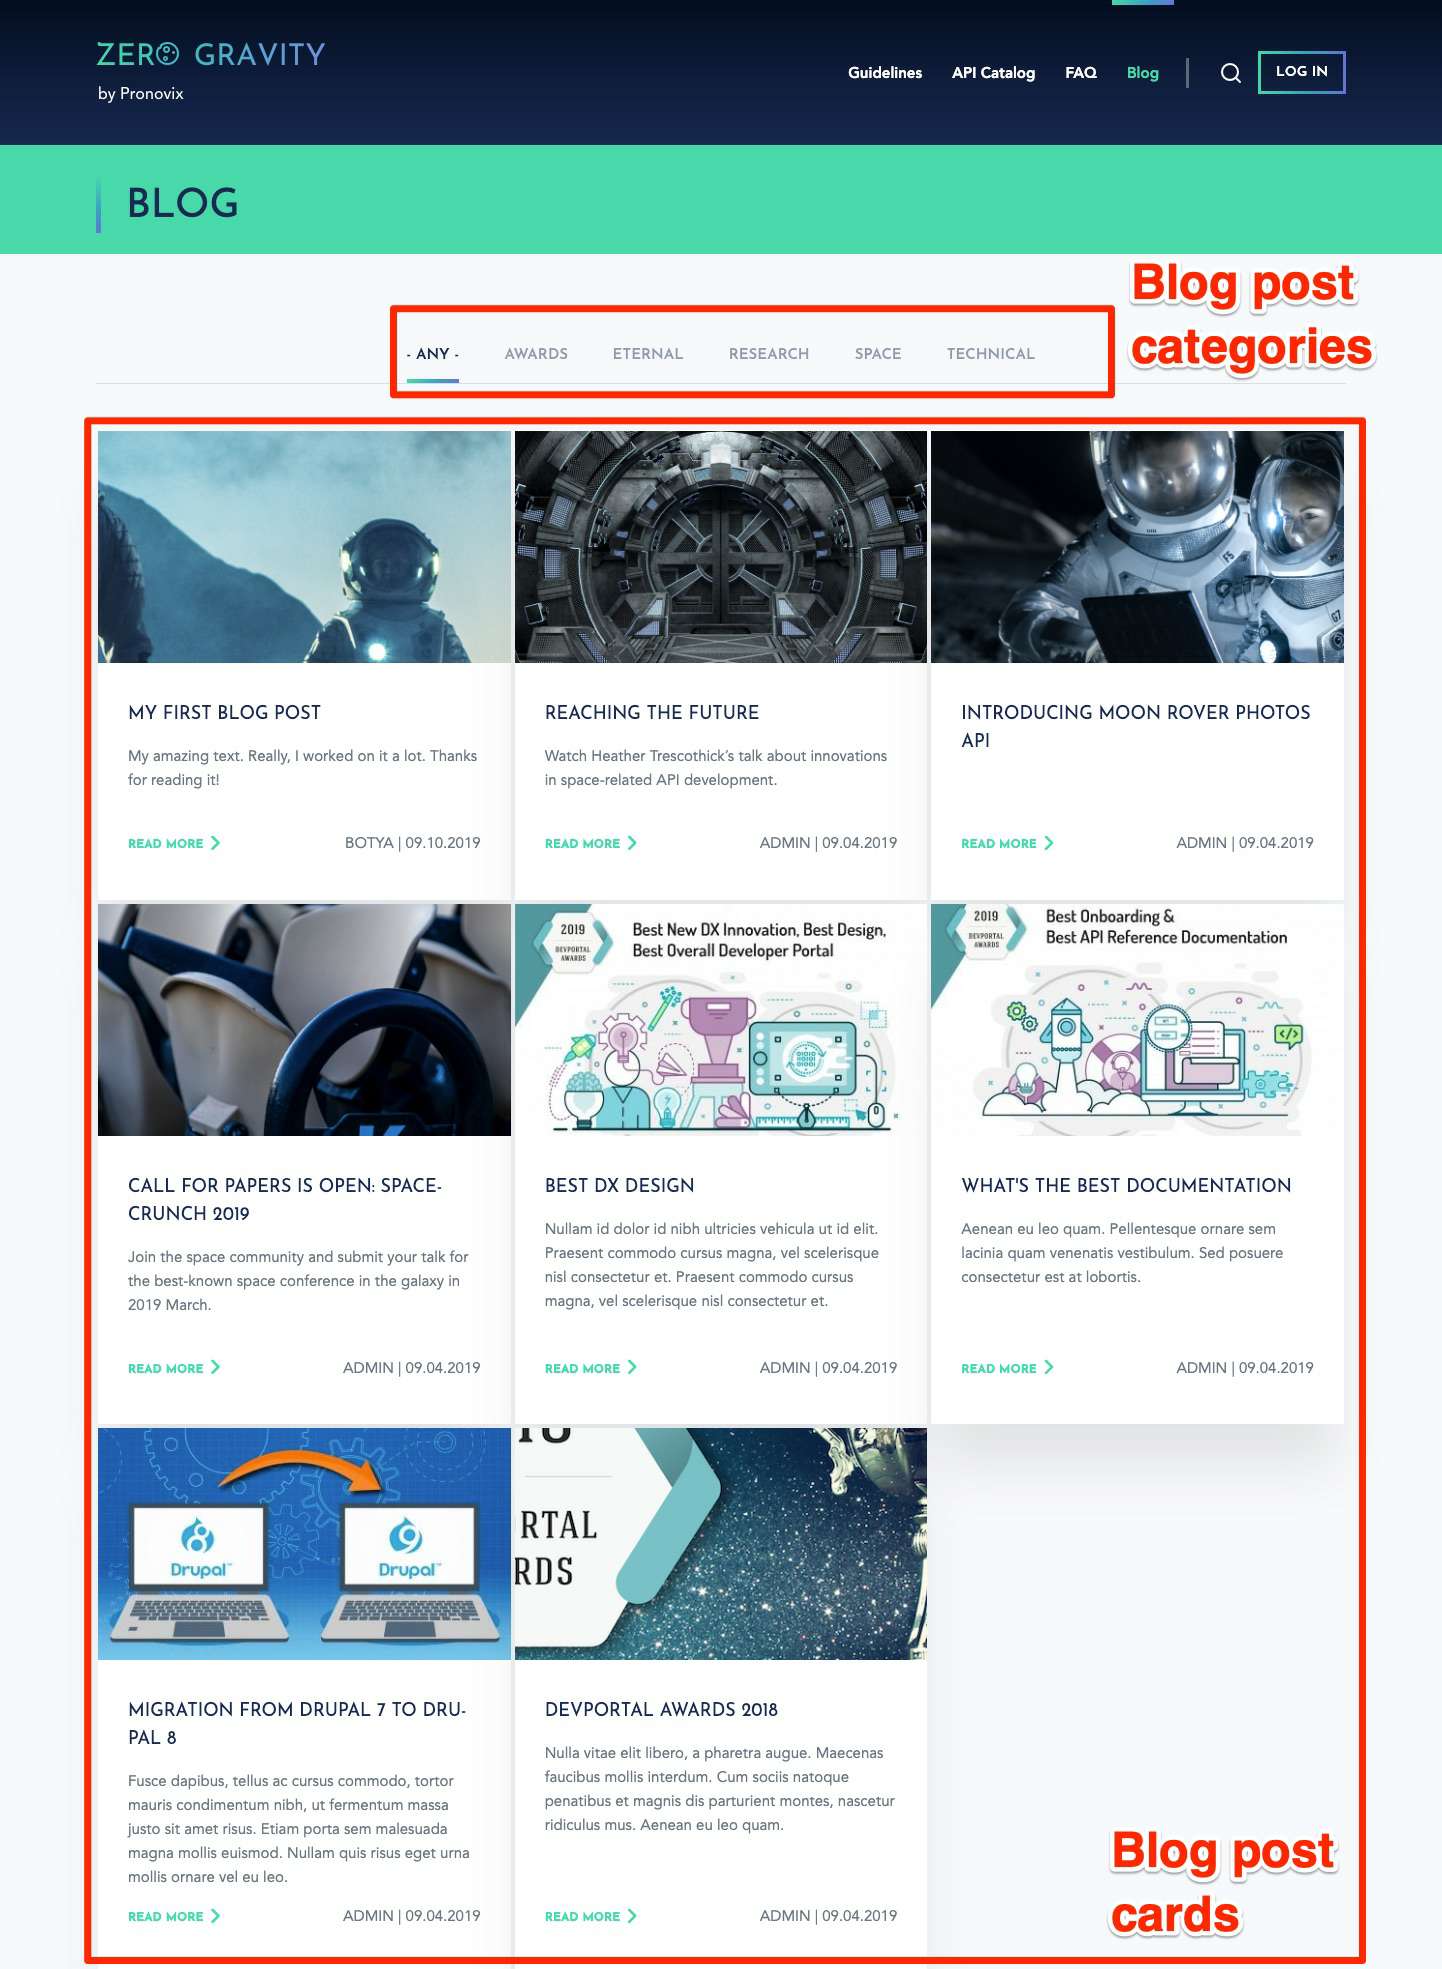 ZERO GRAVITY
by Pronovix
Guidelines API Catalog FAQ Blog LOG IN
BLOG
Blog post
categories
- ANY - AWARDS ETERNAL RESEARCH SPACE TECHNICAL
F5
G7
MY FIRST BLOG POST
My amazing text. Really, I worked on it a lot. Thanks
for reading it!
READ MORE BOTYA | 09.10.2019
REACHING THE FUTURE
Watch Heather Trescothick's talk about innovations
in space-related API development.
READ MORE ADMIN | 09.04.2019
INTRODUCING MOON ROVER PHOTOS
API
READ MORE ADMIN | 09.04.2019
K
CALL FOR PAPERS IS OPEN: SPACE-
CRUNCH 2019
Join the space community and submit your talk for
the best-known space conference in the galaxy in
2019 March.
READ MORE ADMIN | 09.04.2019
2019
DEVPORTAL
AWARDS
Best New DX Innovation, Best Design,
Best Overall Developer Portal
BEST DX DESIGN
Nullam id dolor id nibh ultricies vehicula ut id elit.
Praesent commodo cursus magna, vel scelerisque
nisl consectetur et. Praesent commodo cursus
magna, vel scelerisque nisl consectetur et.
READ MORE ADMIN | 09.04.2019
2019
DEVPORTAL
AWARDS
Best Onboarding &
Best API Reference Documentation
</>
WHAT'S THE BEST DOCUMENTATION
Aenean eu leo quam. Pellentesque ornare sem
lacinia quam venenatis vestibulum. Sed posuere
consectetur est at lobortis.
READ MORE ADMIN | 09.04.2019
8 9
Drupal™ Drupal™
MIGRATION FROM DRUPAL 7 TO DRU-
PAL 8
Fusce dapibus, tellus ac cursus commodo, tortor
mauris condimentum nibh, ut fermentum massa
justo sit amet risus. Etiam porta sem malesuada
magna mollis euismod. Nullam quis risus eget urna
mollis ornare vel eu leo.
READ MORE ADMIN | 09.04.2019
RTAL
RDS
DEVPORTAL AWARDS 2018
Nulla vitae elit libero, a pharetra augue. Maecenas
faucibus mollis interdum. Cum sociis natoque
penatibus et magnis dis parturient montes, nascetur
ridiculus mus. Aenean eu leo quam.
READ MORE ADMIN | 09.04.2019
Blog post
cards